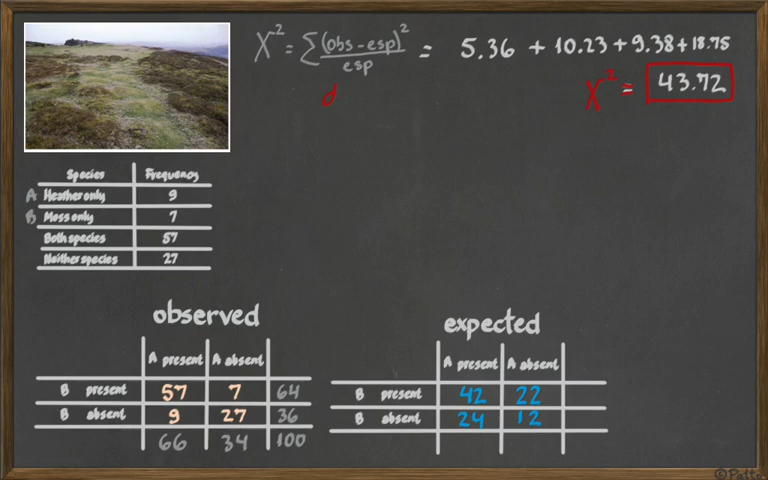 X² = Σ (obs - esp)² / esp = 5.36 + 10.23 + 9.38 + 18.75
d
X² = 43.72
Species Frequency
A Heather only 9
B Moss only 7
Both species 57
Neither species 27
observed
A present A absent
B present 57 7 64
B absent 9 27 36
66 34 100
expected
A present A absent
B present 42 22
B absent 24 12